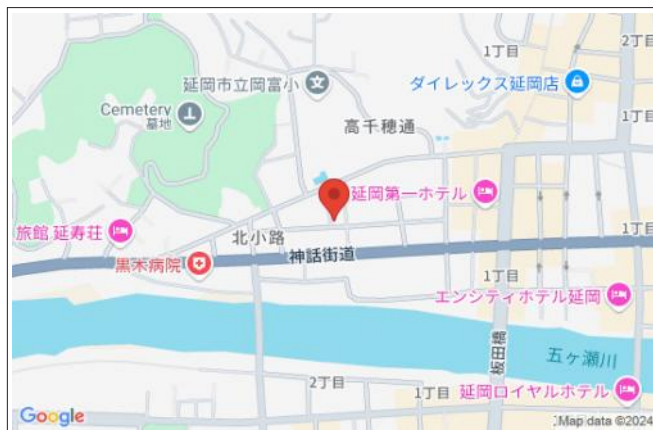 1丁目
2丁目
延岡市立岡富小
ダイレックス延岡店
Cemetery
墓地
高千穂通
1丁目
延岡第一ホテル
旅館 延寿荘
北小路
1丁目
黒木病院
神話街道
1丁目
エンシティホテル延岡
板田橋
五ヶ瀬川
2丁目
1丁目
延岡ロイヤルホテル
Google
Map data ©2024